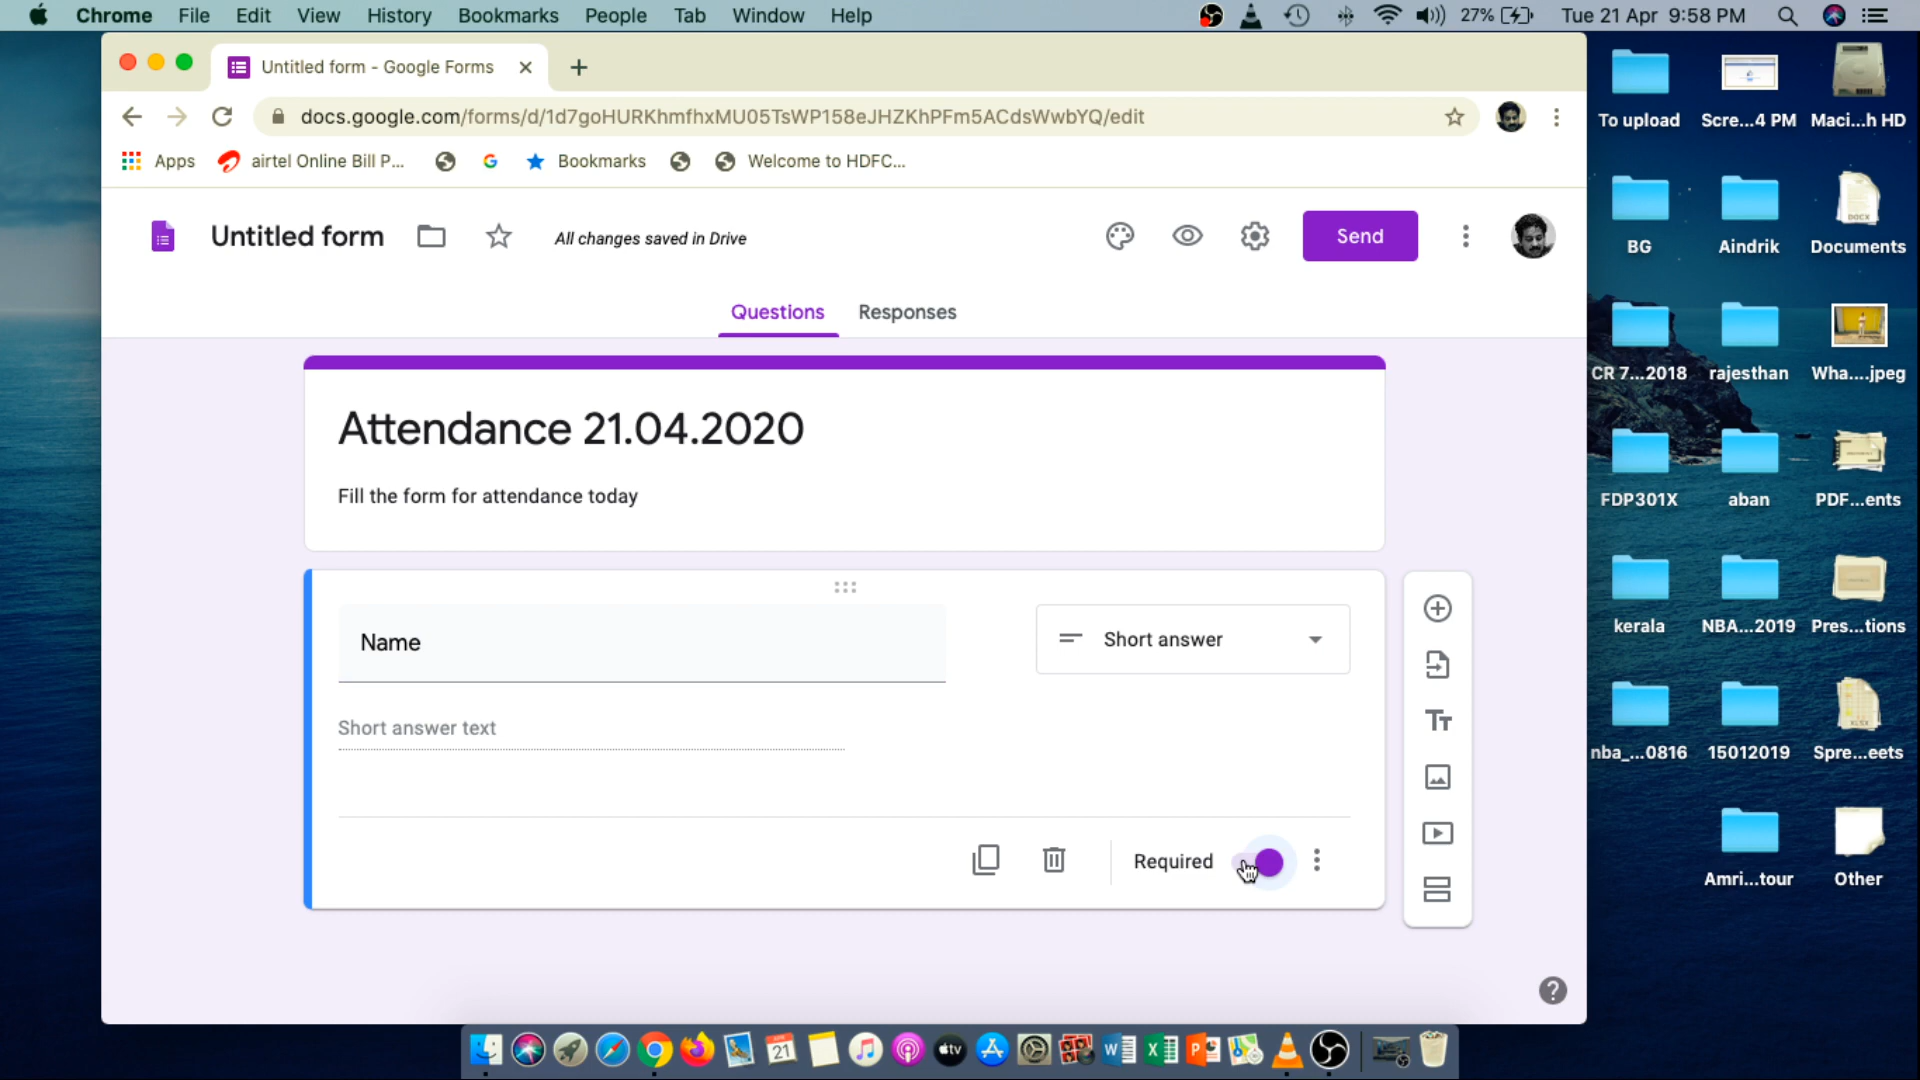 Chrome File Edit View History Bookmarks People Tab Window Help 27% Tue 21 Apr 9:58 PM
Untitled form - Google Forms
docs.google.com/forms/d/1d7goHURKhmfhxMU05TsWP158eJHZKhPFm5ACdsWwbYQ/edit
Apps airtel Online Bill P... Bookmarks Welcome to HDFC...
Untitled form All changes saved in Drive Send
Questions Responses
Attendance 21.04.2020
Fill the form for attendance today
Name
Short answer
Short answer text
Required
To upload Scre...4 PM Maci...h HD
BG Aindrik Documents
CR 7...2018 rajesthan Wha....jpeg
FDP301X aban PDF...ents
kerala NBA...2019 Pres...tions
nba_...0816 15012019 Spre...eets
Amri...tour Other
DOCX
XLSX
21
tv